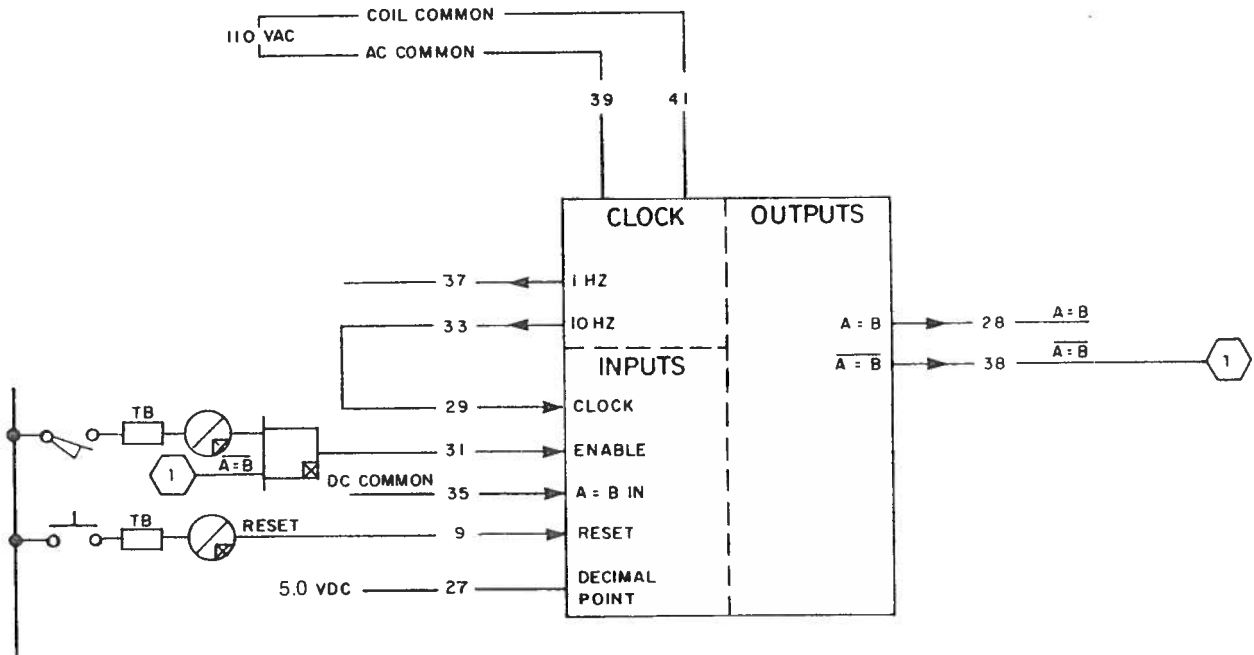 COIL COMMON
110 VAC
AC COMMON
39 41
CLOCK OUTPUTS
37 1 HZ
33 10 HZ
A = B 28 A=B
A̅ ̅=̅ ̅B̅ 38 A̅=̅B̅ 1
INPUTS
29 CLOCK
TB
31 ENABLE
1 A̅=̅B̅
DC COMMON 35 A = B IN
TB RESET 9 RESET
5.0 VDC 27 DECIMAL
POINT